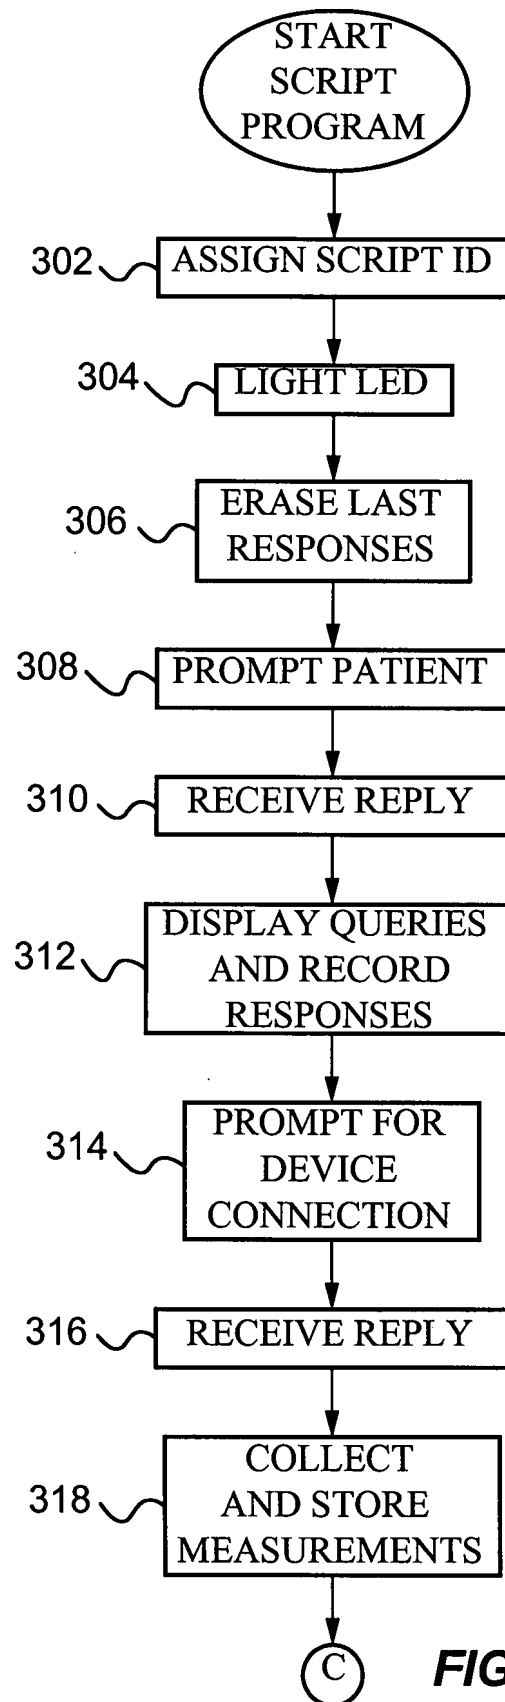 START
SCRIPT
PROGRAM
302
ASSIGN SCRIPT ID
304
LIGHT LED
306
ERASE LAST
RESPONSES
308
PROMPT PATIENT
310
RECEIVE REPLY
312
DISPLAY QUERIES
AND RECORD
RESPONSES
314
PROMPT FOR
DEVICE
CONNECTION
316
RECEIVE REPLY
318
COLLECT
AND STORE
MEASUREMENTS
C
FIG